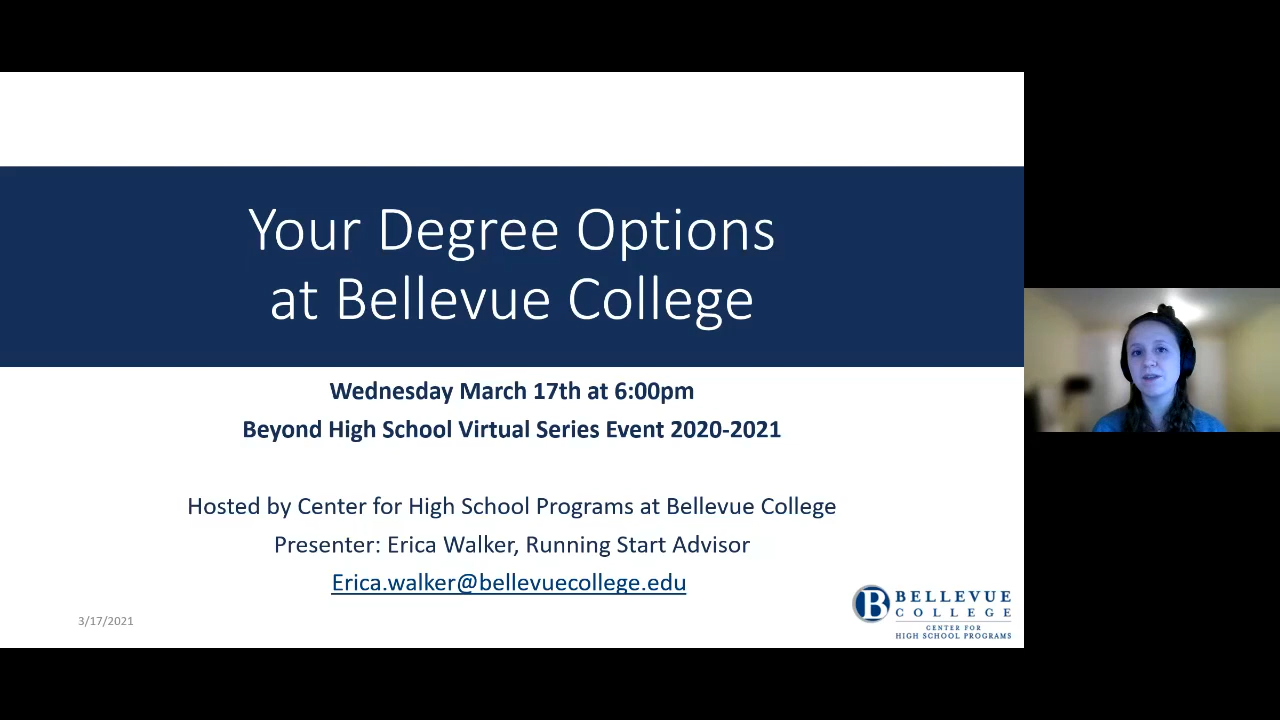 Your Degree Options
at Bellevue College
Wednesday March 17th at 6:00pm
Beyond High School Virtual Series Event 2020-2021
Hosted by Center for High School Programs at Bellevue College
Presenter: Erica Walker, Running Start Advisor
Erica.walker@bellevuecollege.edu
3/17/2021
B
BELLEVUE
COLLEGE
CENTER FOR
HIGH SCHOOL PROGRAMS